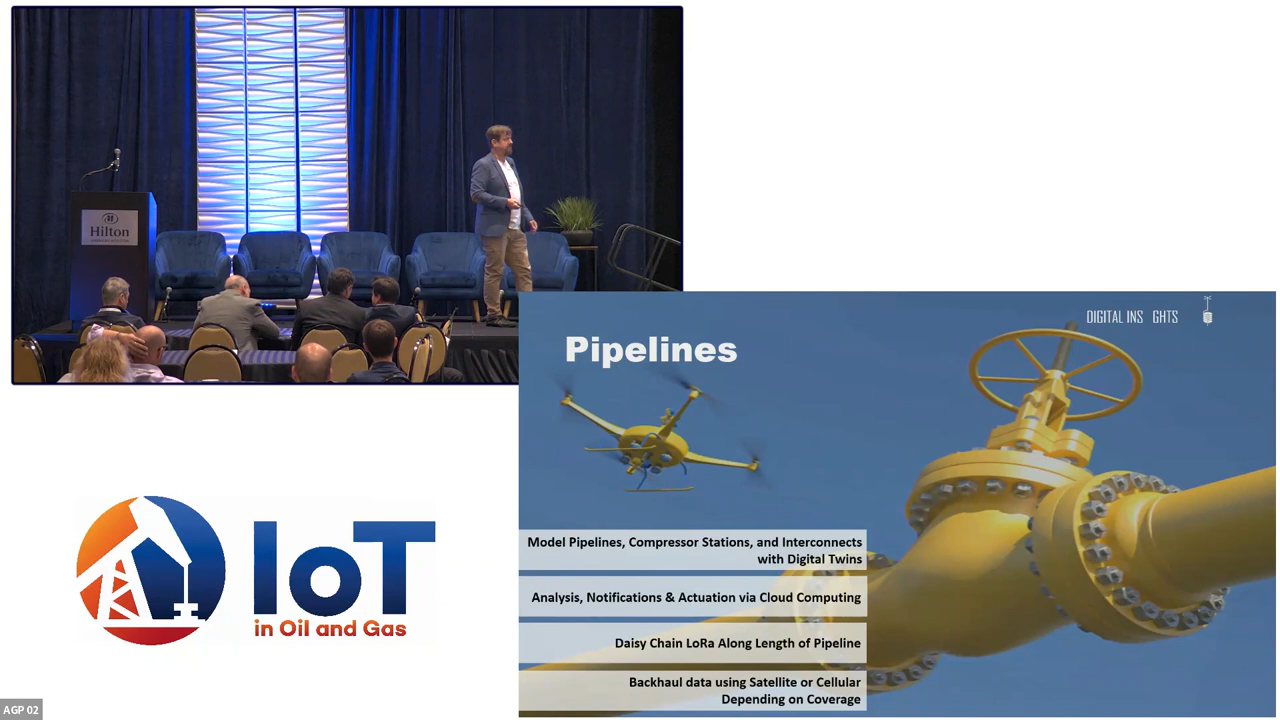 Hilton
DIGITAL INS GHTS
Pipelines
Model Pipelines, Compressor Stations, and Interconnects
with Digital Twins
Analysis, Notifications & Actuation via Cloud Computing
Daisy Chain LoRa Along Length of Pipeline
Backhaul data using Satellite or Cellular
Depending on Coverage
IoT
in Oil and Gas
AGP 02